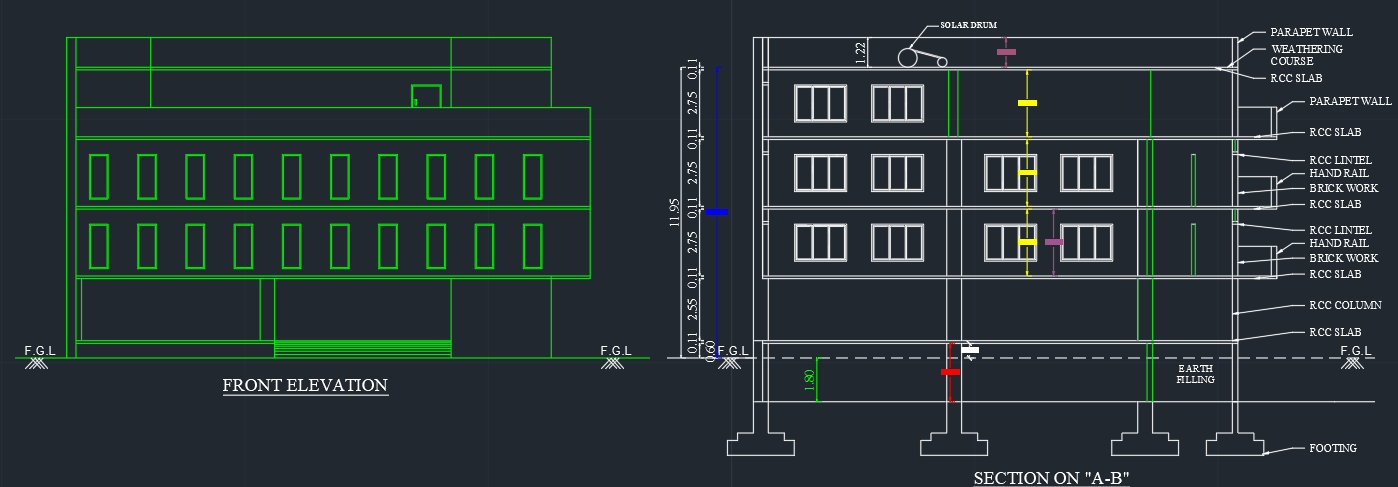 SOLAR DRUM
1.22
PARAPET WALL
WEATHERING
COURSE
RCC SLAB
PARAPET WALL
RCC SLAB
RCC LINTEL
HAND RAIL
BRICK WORK
RCC SLAB
RCC LINTEL
HAND RAIL
BRICK WORK
RCC SLAB
RCC COLUMN
RCC SLAB
0.11
2.75
0.11
2.75
0.11
2.75
0.11
2.55
0.11
0.60
11.95
F.G.L
F.G.L
F.G.L
F.G.L
1.80
EARTH
FILLING
FRONT ELEVATION
FOOTING
SECTION ON "A-B"